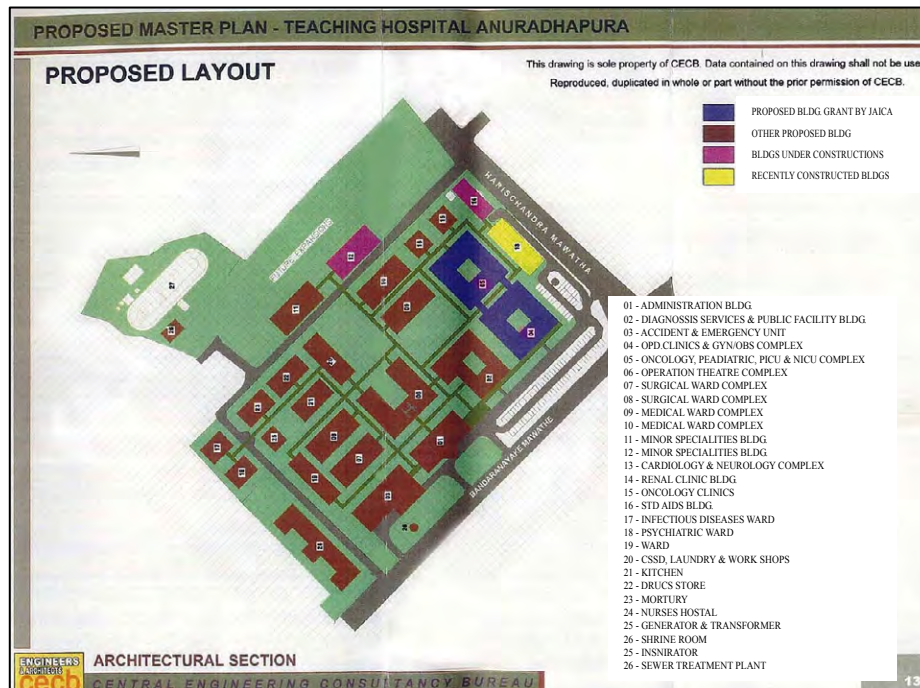 PROPOSED MASTER PLAN - TEACHING HOSPITAL ANURADHAPURA
PROPOSED LAYOUT
This drawing is sole property of CECB. Data contained on this drawing shall not be use
Reproduced, duplicated in whole or part without the prior permission of CECB.
PROPOSED BLDG GRANT BY JAICA
OTHER PROPOSED BLDG
BLDGS UNDER CONSTRUCTIONS
RECENTLY CONSTRUCTED BLDGS
HARISCHANDRA MAWATHA
FUTURE EXPANSIONS
BANDARANAYAKE MAWATHE
01 - ADMINISTRATION BLDG.
02 - DIAGNOSSIS SERVICES & PUBLIC FACILITY BLDG.
03 - ACCIDENT & EMERGENCY UNIT
04 - OPD CLINICS & GYN/OBS COMPLEX
05 - ONCOLOGY, PEADIATRIC, PICU & NICU COMPLEX
06 - OPERATION THEATRE COMPLEX
07 - SURGICAL WARD COMPLEX
08 - SURGICAL WARD COMPLEX
09 - MEDICAL WARD COMPLEX
10 - MEDICAL WARD COMPLEX
11 - MINOR SPECIALITIES BLDG.
12 - MINOR SPECIALITIES BLDG.
13 - CARDIOLOGY & NEUROLOGY COMPLEX
14 - RENAL CLINIC BLDG.
15 - ONCOLOGY CLINICS
16 - STD AIDS BLDG.
17 - INFECTIOUS DISEASES WARD
18 - PSYCHIATRIC WARD
19 - WARD
20 - CSSD, LAUNDRY & WORK SHOPS
21 - KITCHEN
22 - DRUCS STORE
23 - MORTURY
24 - NURSES HOSTAL
25 - GENERATOR & TRANSFORMER
26 - SHRINE ROOM
25 - INSNIRATOR
26 - SEWER TREATMENT PLANT
ENGINEERS
& ARCHITECTS
cecb
ARCHITECTURAL SECTION
CENTRAL ENGINEERING CONSULTANCY BUREAU
13